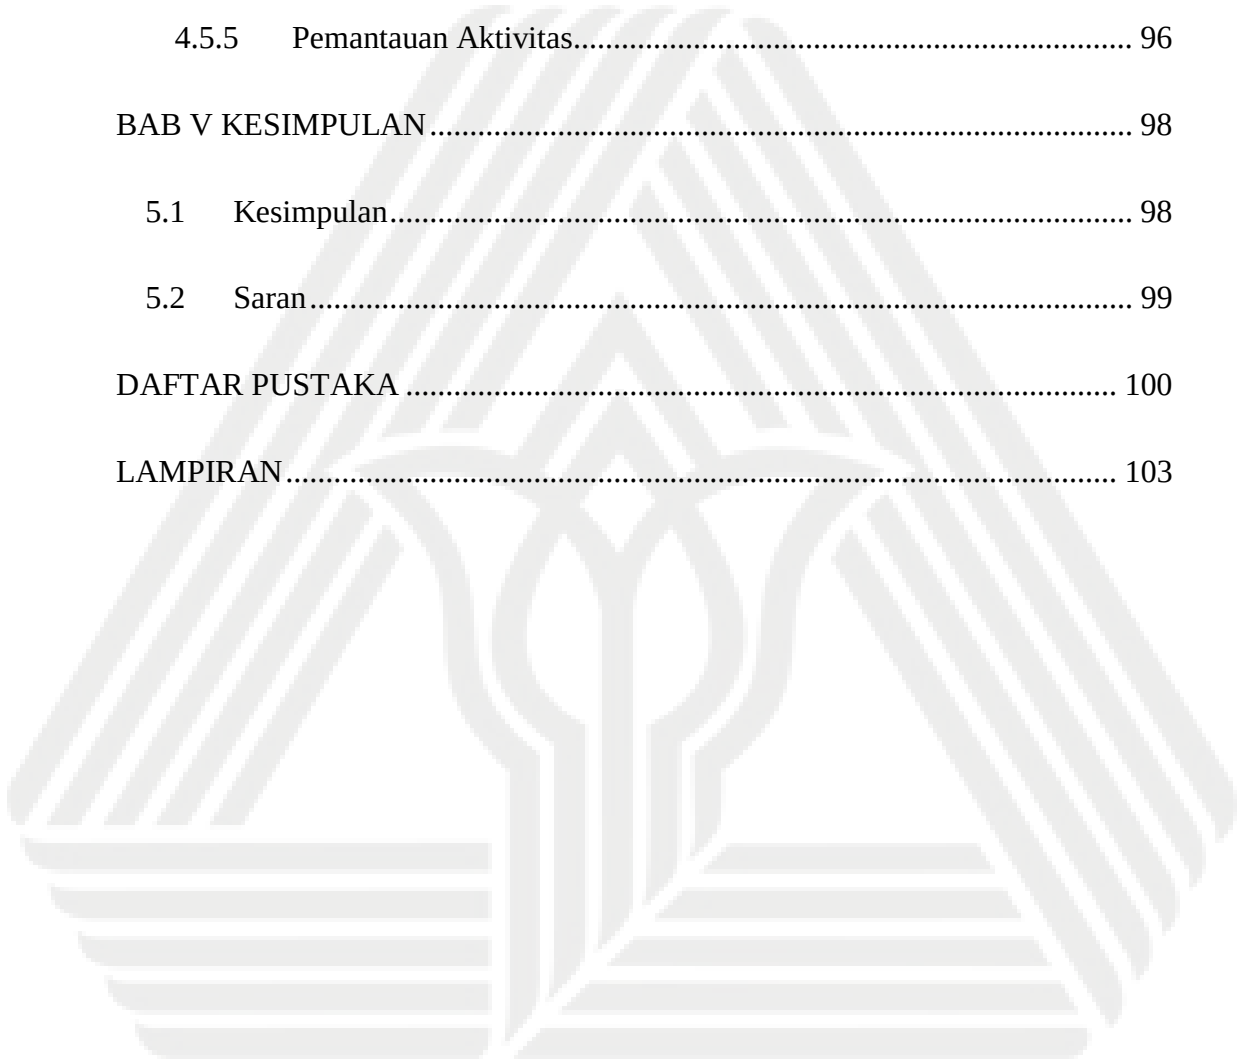 4.5.5 Pemantauan Aktivitas..................................................................... 96
BAB V KESIMPULAN........................................................................................ 98
5.1 Kesimpulan............................................................................................. 98
5.2 Saran....................................................................................................... 99
DAFTAR PUSTAKA ......................................................................................... 100
LAMPIRAN........................................................................................................ 103